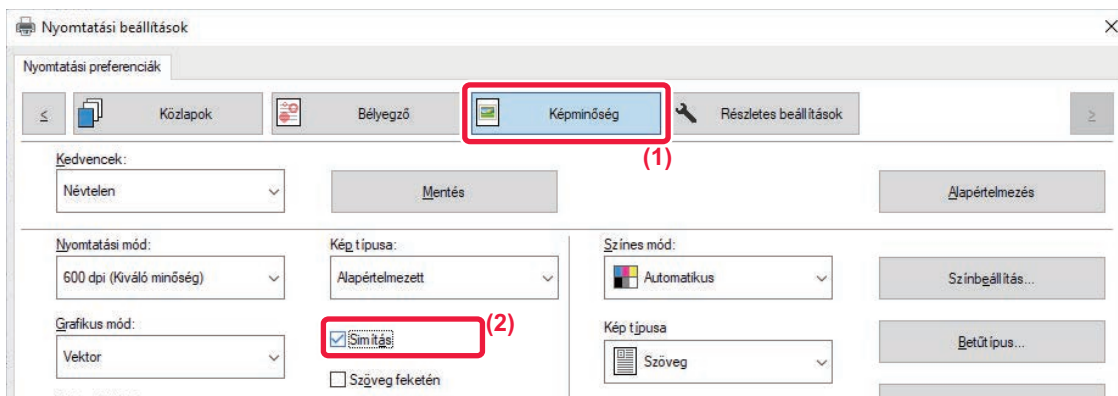 Nyomtatási beállítások
Nyomtatási preferenciák
<
Közlapok
Bélyegző
Képminőség
Részletes beállítások
>
(1)
Kedvencek:
Névtelen
Mentés
Alapértelmezés
Nyomtatási mód:
Kép típusa:
Színes mód:
600 dpi (Kiváló minőség)
Alapértelmezett
Automatikus
Színbeállítás...
Grafikus mód:
Simítás
(2)
Kép típusa
Betűtípus...
Vektor
Szöveg
Szöveg feketén